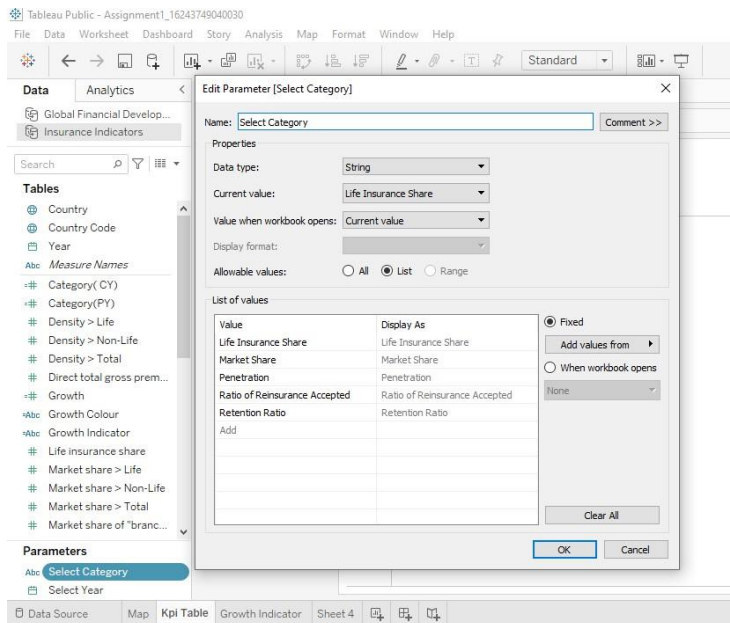 Tableau Public - Assignment1_16243749040030
File Data Worksheet Dashboard Story Analysis Map Format Window Help
Standard
Data Analytics
Global Financial Develop...
Insurance Indicators
Search
Tables
Country
Country Code
Year
Abc Measure Names
=# Category( CY)
=# Category(PY)
# Density > Life
# Density > Non-Life
# Density > Total
# Direct total gross prem...
=# Growth
=Abc Growth Colour
=Abc Growth Indicator
# Life insurance share
# Market share > Life
# Market share > Non-Life
# Market share > Total
# Market share of "branc...
Parameters
Abc Select Category
Select Year
Edit Parameter [Select Category]
Name: Select Category Comment >>
Properties
Data type: String
Current value: Life Insurance Share
Value when workbook opens: Current value
Display format:
Allowable values: All List Range
List of values
Value Display As
Life Insurance Share Life Insurance Share
Market Share Market Share
Penetration Penetration
Ratio of Reinsurance Accepted Ratio of Reinsurance Accepted
Retention Ratio Retention Ratio
Add
Fixed
Add values from
When workbook opens
None
Clear All
OK Cancel
Data Source Map Kpi Table Growth Indicator Sheet 4